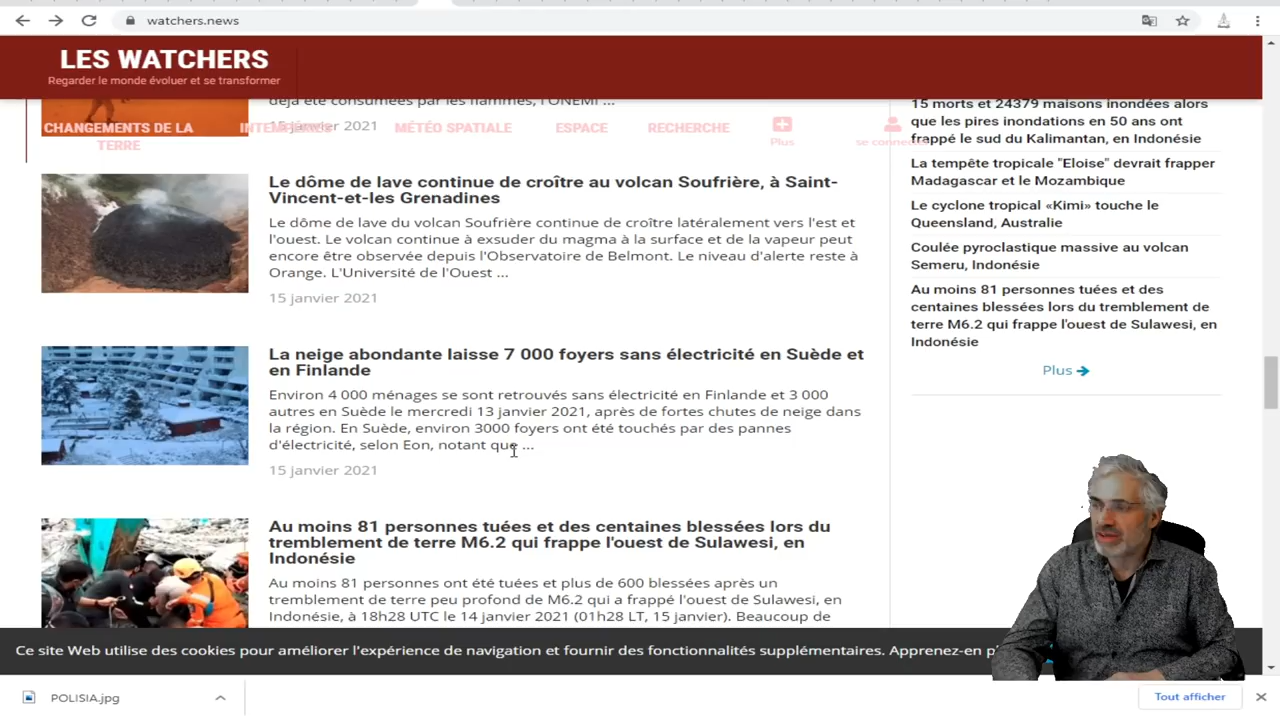 watchers.news
LES WATCHERS
Regarder le monde évoluer et se transformer
CHANGEMENTS DE LA
TERRE
MÉTÉO SPATIALE
ESPACE
RECHERCHE
Plus
déjà été consumées par les flammes, l'ONEMI ...
15 janvier 2021
Le dôme de lave continue de croître au volcan Soufrière, à Saint-
Vincent-et-les Grenadines
Le dôme de lave du volcan Soufrière continue de croître latéralement vers l'est et
l'ouest. Le volcan continue à exsuder du magma à la surface et de la vapeur peut
encore être observée depuis l'Observatoire de Belmont. Le niveau d'alerte reste à
Orange. L'Université de l'Ouest ...
15 janvier 2021
La neige abondante laisse 7 000 foyers sans électricité en Suède et
en Finlande
Environ 4 000 ménages se sont retrouvés sans électricité en Finlande et 3 000
autres en Suède le mercredi 13 janvier 2021, après de fortes chutes de neige dans
la région. En Suède, environ 3000 foyers ont été touchés par des pannes
d'électricité, selon Eon, notant que ...
15 janvier 2021
Au moins 81 personnes tuées et des centaines blessées lors du
tremblement de terre M6.2 qui frappe l'ouest de Sulawesi, en
Indonésie
Au moins 81 personnes ont été tuées et plus de 600 blessées après un
tremblement de terre peu profond de M6.2 qui a frappé l'ouest de Sulawesi, en
Indonésie, à 18h28 UTC le 14 janvier 2021 (01h28 LT, 15 janvier). Beaucoup de
15 morts et 24379 maisons inondées alors
que les pires inondations en 50 ans ont
frappé le sud du Kalimantan, en Indonésie
La tempête tropicale "Eloise" devrait frapper
Madagascar et le Mozambique
Le cyclone tropical «Kimi» touche le
Queensland, Australie
Coulée pyroclastique massive au volcan
Semeru, Indonésie
Au moins 81 personnes tuées et des
centaines blessées lors du tremblement de
terre M6.2 qui frappe l'ouest de Sulawesi, en
Indonésie
Plus
Ce site Web utilise des cookies pour améliorer l'expérience de navigation et fournir des fonctionnalités supplémentaires. Apprenez-en
POLISIA.jpg
Tout afficher